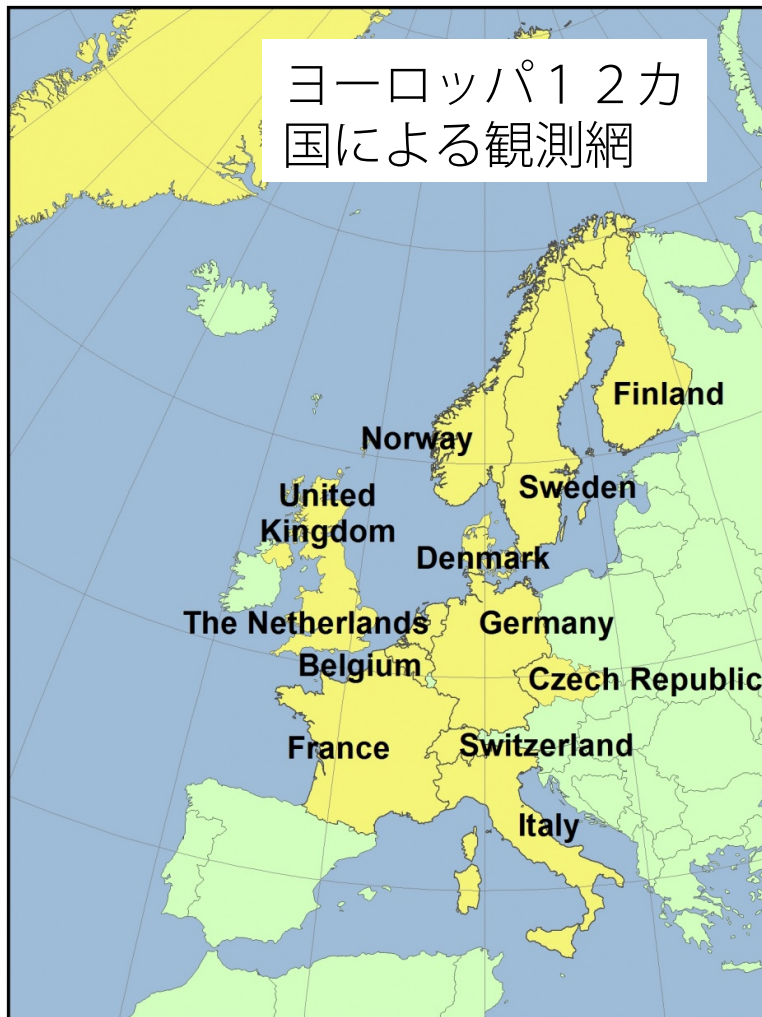 ヨーロッパ１２カ
国による観測網
Finland
Norway
Sweden
United
Kingdom
Denmark
The Netherlands
Germany
Belgium
Czech Republic
France
Switzerland
Italy